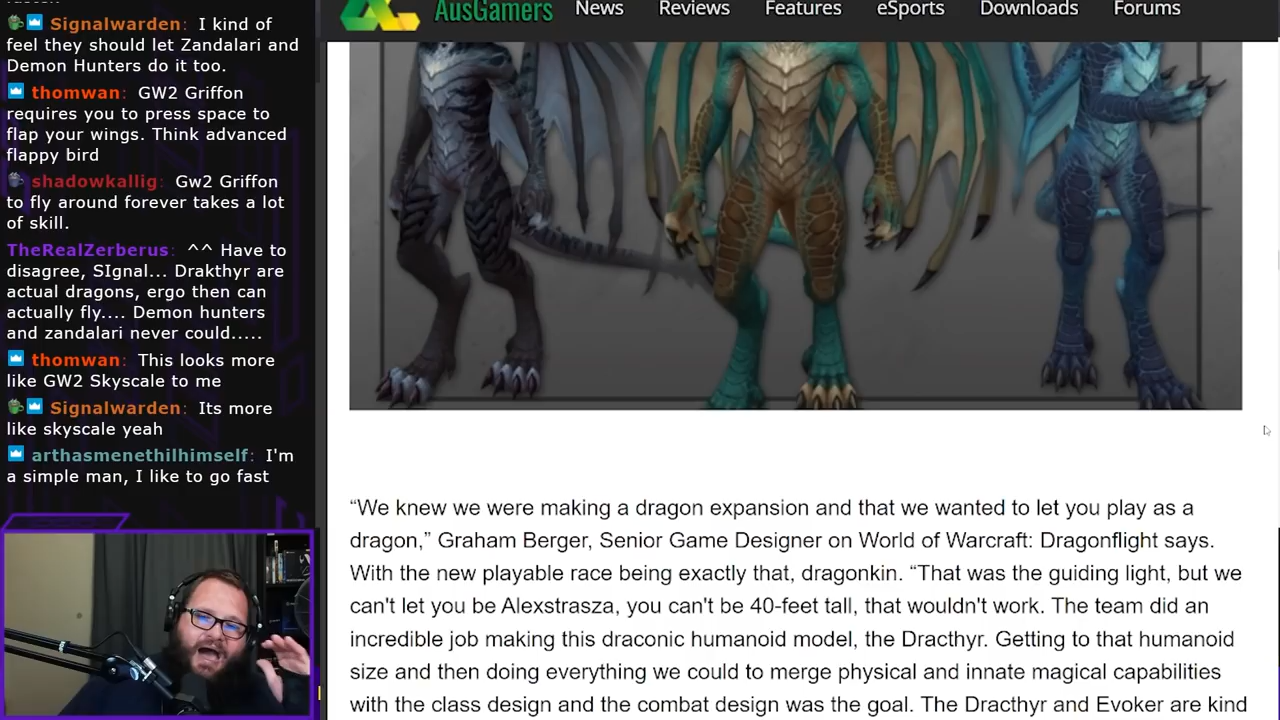 Signalwarden: I kind of
feel they should let Zandalari and
Demon Hunters do it too.
thomwan: GW2 Griffon
requires you to press space to
flap your wings. Think advanced
flappy bird
shadowkallig: Gw2 Griffon
to fly around forever takes a lot
of skill.
TheRealZerberus: ^^ Have to
disagree, SIgnal... Drakthyr are
actual dragons, ergo then can
actually fly.... Demon hunters
and zandalari never could.....
thomwan: This looks more
like GW2 Skyscale to me
Signalwarden: Its more
like skyscale yeah
arthasmenethilhimself: I'm
a simple man, I like to go fast
AusGamers News Reviews Features eSports Downloads Forums
“We knew we were making a dragon expansion and that we wanted to let you play as a
dragon,” Graham Berger, Senior Game Designer on World of Warcraft: Dragonflight says.
With the new playable race being exactly that, dragonkin. “That was the guiding light, but we
can't let you be Alexstrasza, you can't be 40-feet tall, that wouldn't work. The team did an
incredible job making this draconic humanoid model, the Dracthyr. Getting to that humanoid
size and then doing everything we could to merge physical and innate magical capabilities
with the class design and the combat design was the goal. The Dracthyr and Evoker are kind